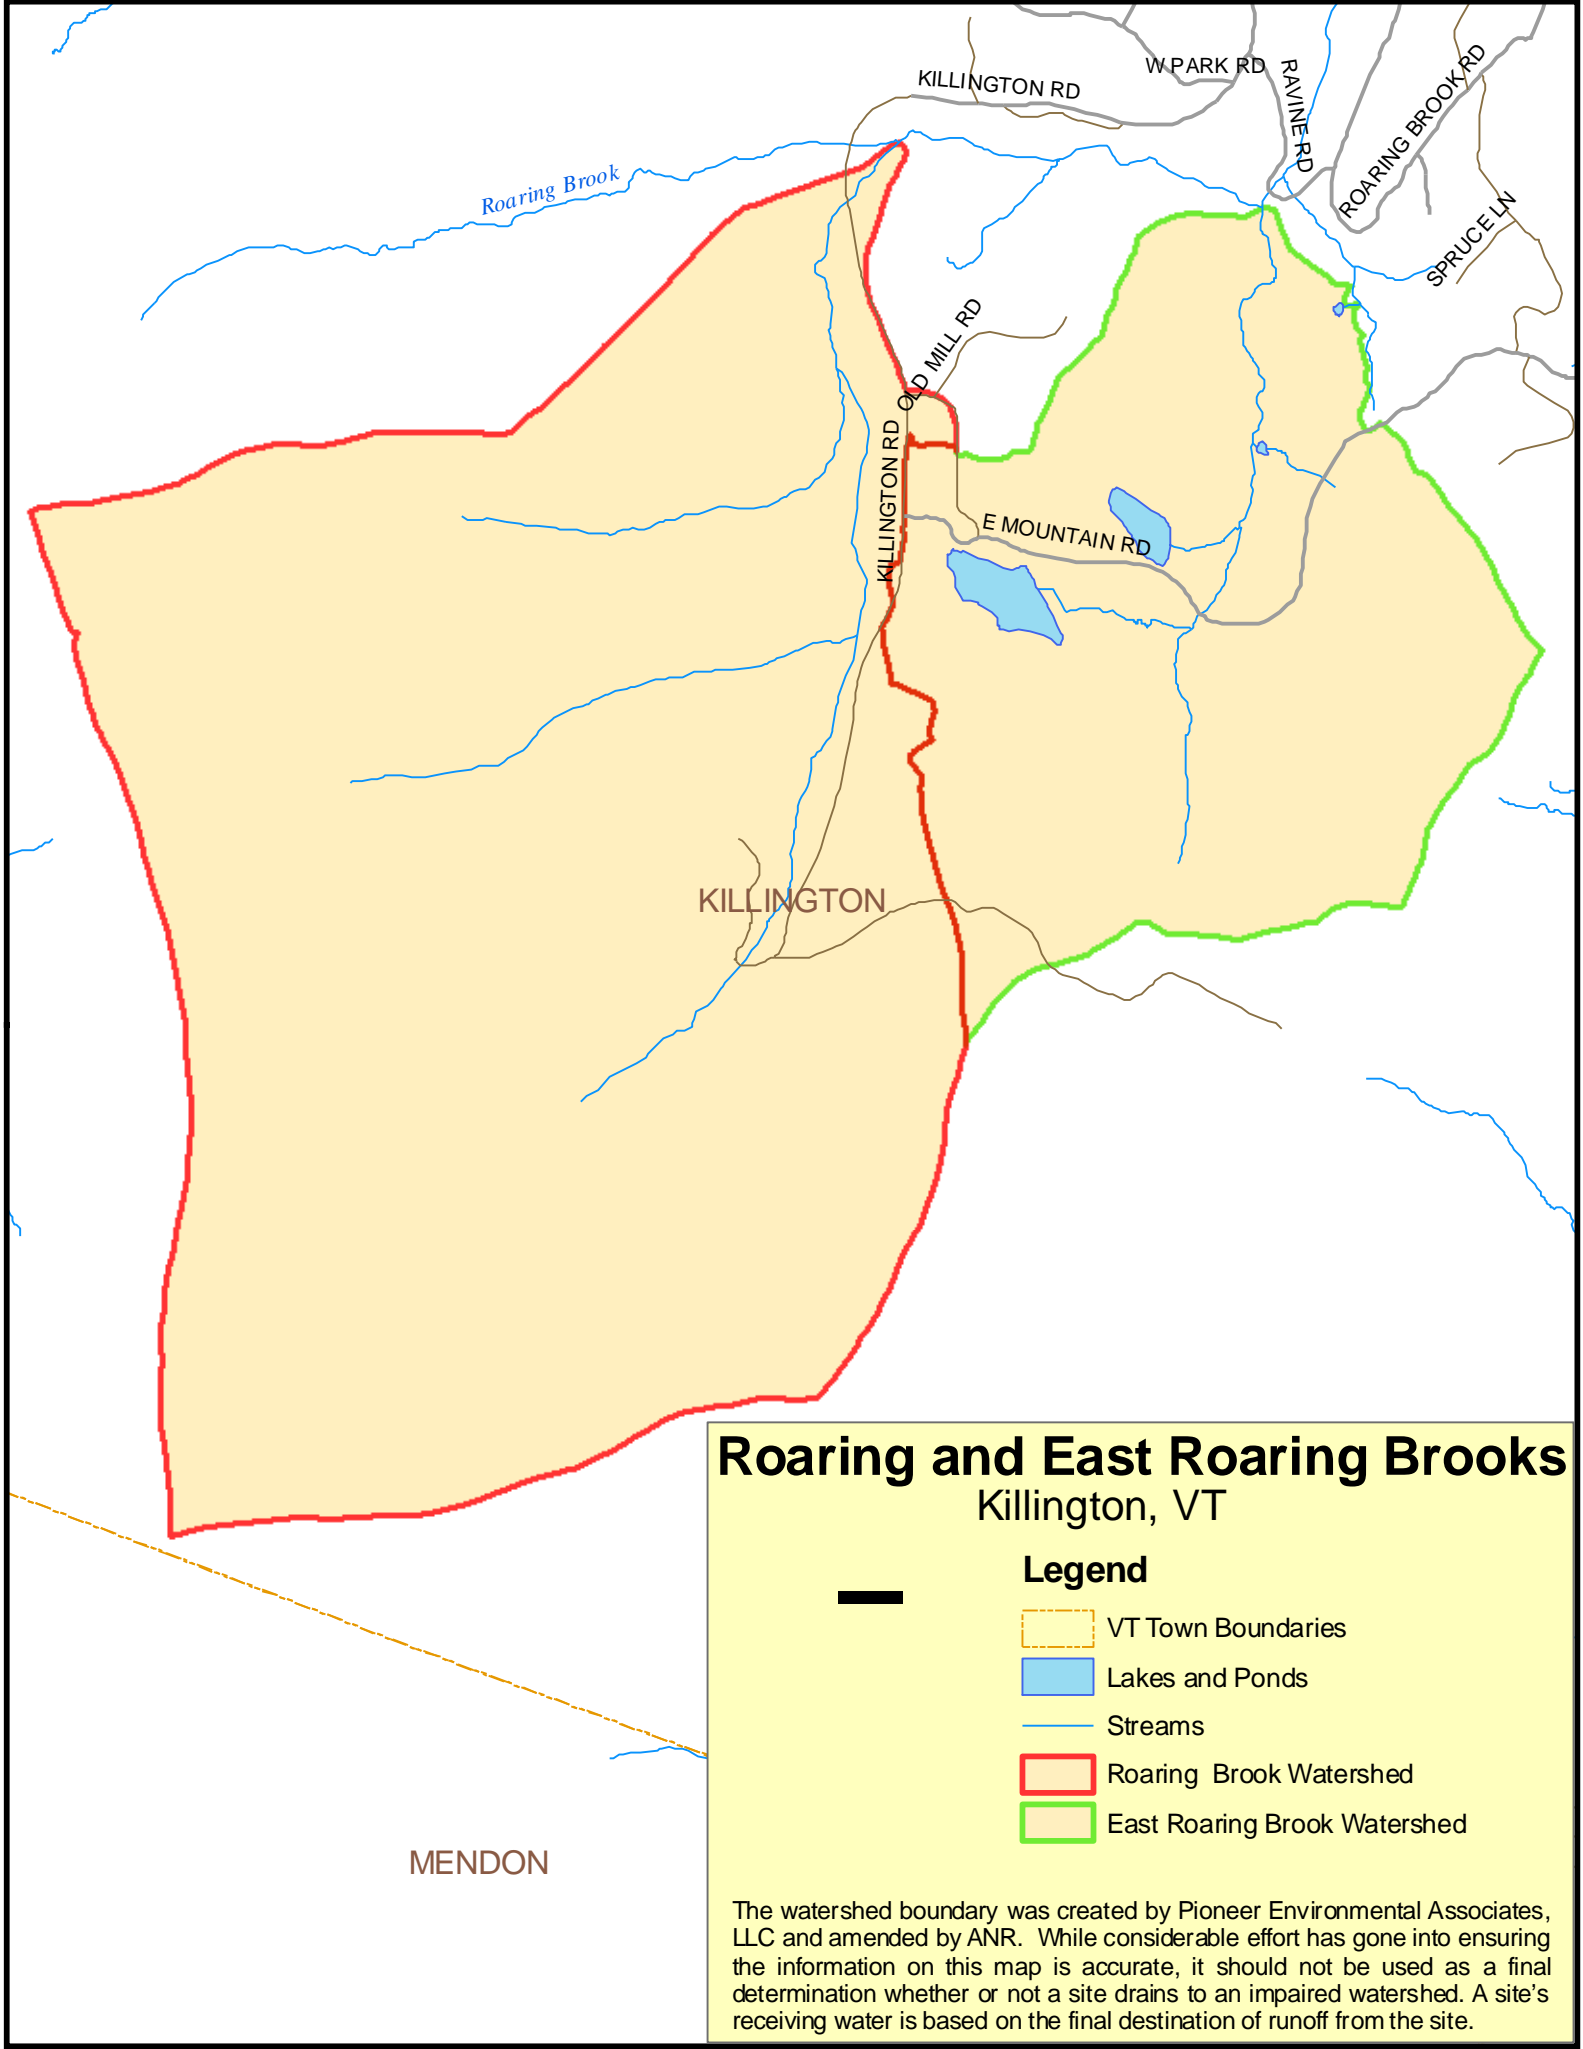 KILLINGTON RD
W PARK RD
RAVINE RD
ROARING BROOK RD
Roaring Brook
SPRUCE LN
OLD MILL RD
KILLINGTON RD
E MOUNTAIN RD
KILLINGTON
MENDON
Roaring and East Roaring Brooks
Killington, VT
Legend
VT Town Boundaries
Lakes and Ponds
Streams
Roaring Brook Watershed
East Roaring Brook Watershed
The watershed boundary was created by Pioneer Environmental Associates,
LLC and amended by ANR. While considerable effort has gone into ensuring
the information on this map is accurate, it should not be used as a final
determination whether or not a site drains to an impaired watershed. A site's
receiving water is based on the final destination of runoff from the site.